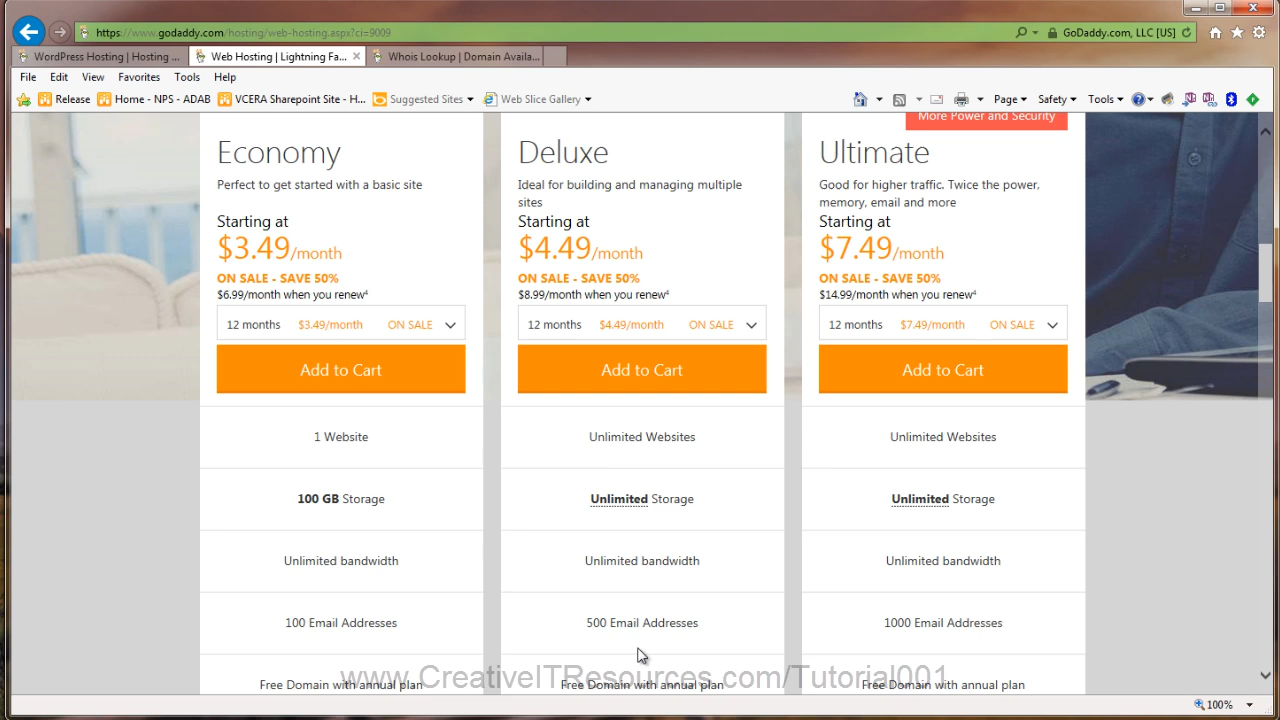 https://www.godaddy.com/hosting/web-hosting.aspx?ci=9009
GoDaddy.com, LLC [US]
WordPress Hosting | Hosting ...
Web Hosting | Lightning Fa...
Whois Lookup | Domain Availa...
File Edit View Favorites Tools Help
Release
Home - NPS - ADAB
VCERA Sharepoint Site - H...
Suggested Sites
Web Slice Gallery
Page
Safety
Tools
More Power and Security
Economy
Perfect to get started with a basic site
Starting at
$3.49/month
ON SALE - SAVE 50%
$6.99/month when you renew⁴
12 months $3.49/month ON SALE
Add to Cart
1 Website
100 GB Storage
Unlimited bandwidth
100 Email Addresses
Free Domain with annual plan
Deluxe
Ideal for building and managing multiple
sites
Starting at
$4.49/month
ON SALE - SAVE 50%
$8.99/month when you renew⁴
12 months $4.49/month ON SALE
Add to Cart
Unlimited Websites
Unlimited Storage
Unlimited bandwidth
500 Email Addresses
Free Domain with annual plan
Ultimate
Good for higher traffic. Twice the power,
memory, email and more
Starting at
$7.49/month
ON SALE - SAVE 50%
$14.99/month when you renew⁴
12 months $7.49/month ON SALE
Add to Cart
Unlimited Websites
Unlimited Storage
Unlimited bandwidth
1000 Email Addresses
Free Domain with annual plan
www.CreativeITResources.com/Tutorial001
100%